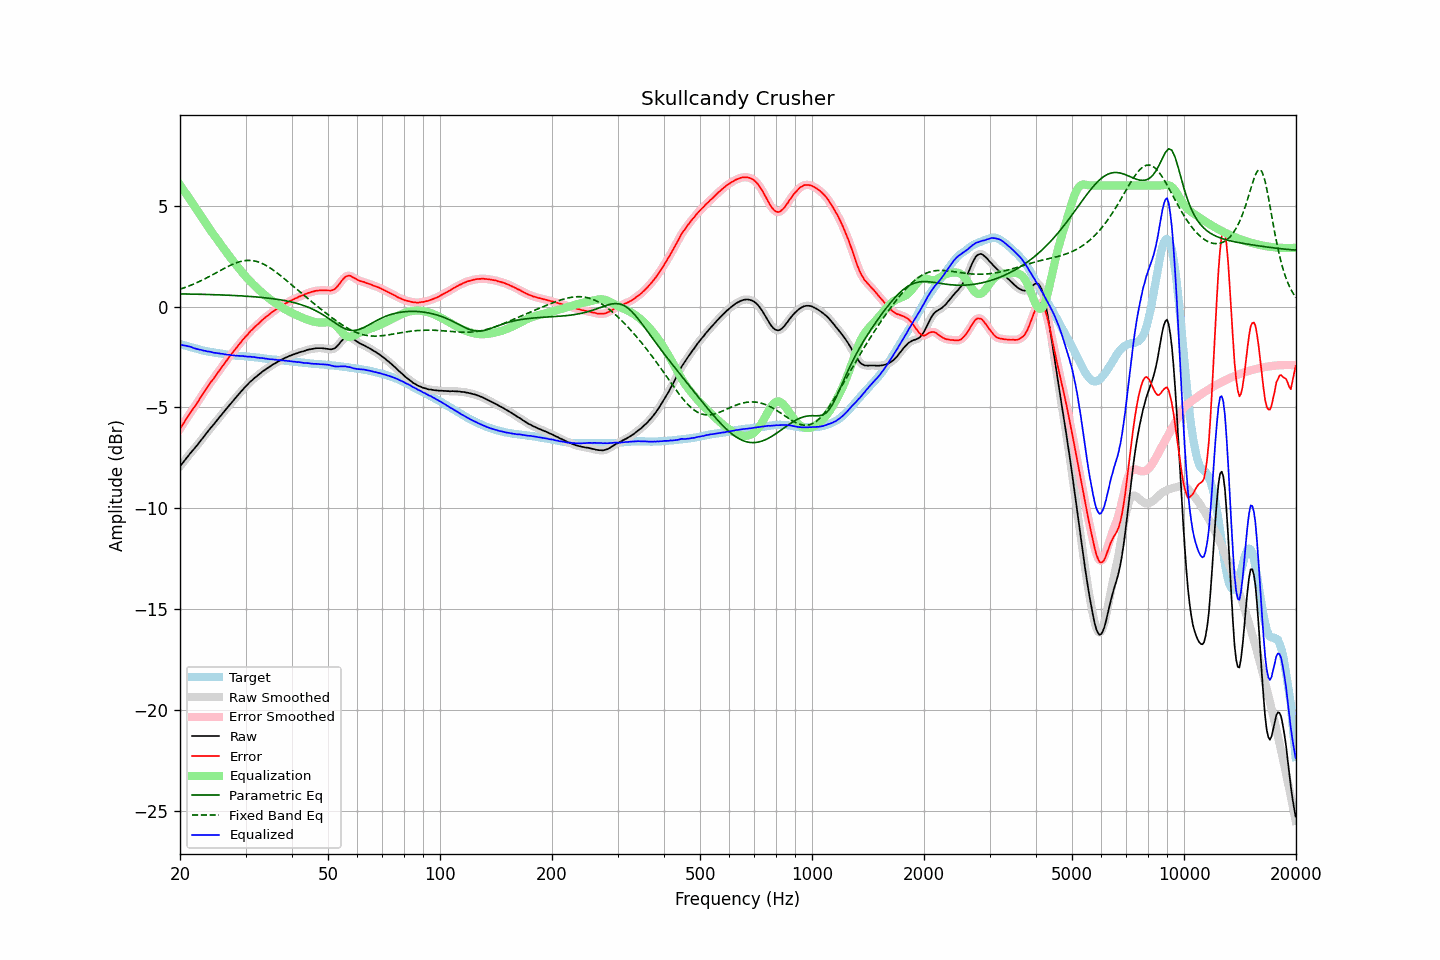 Skullcandy Crusher
Amplitude (dBr)
5
0
−5
−10
−15
−20
−25
Target
Raw Smoothed
Error Smoothed
Raw
Error
Equalization
Parametric Eq
Fixed Band Eq
Equalized
20 50 100 200 500 1000 2000 5000 10000 20000
Frequency (Hz)